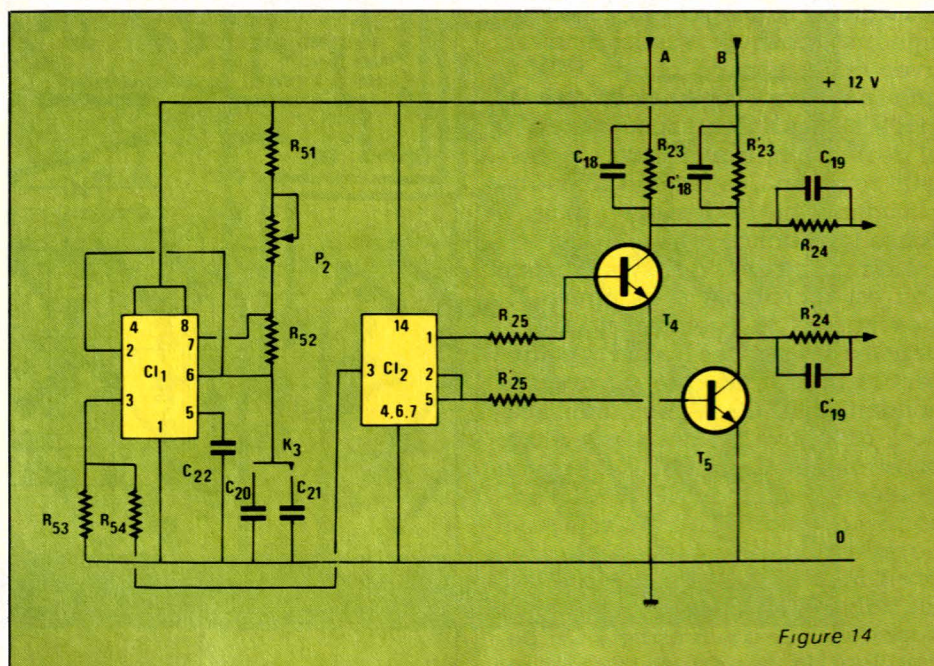 A
B
+ 12 V
R51
C18
R23
C'18
R'23
C19
R24
P2
T4
R52
4
8
7
2
CI1
6
3
5
1
14
1
3
CI2
2
5
4,6,7
R25
R'25
R'24
C'19
T5
K3
C22
C20
C21
R53
R54
0
Figure 14